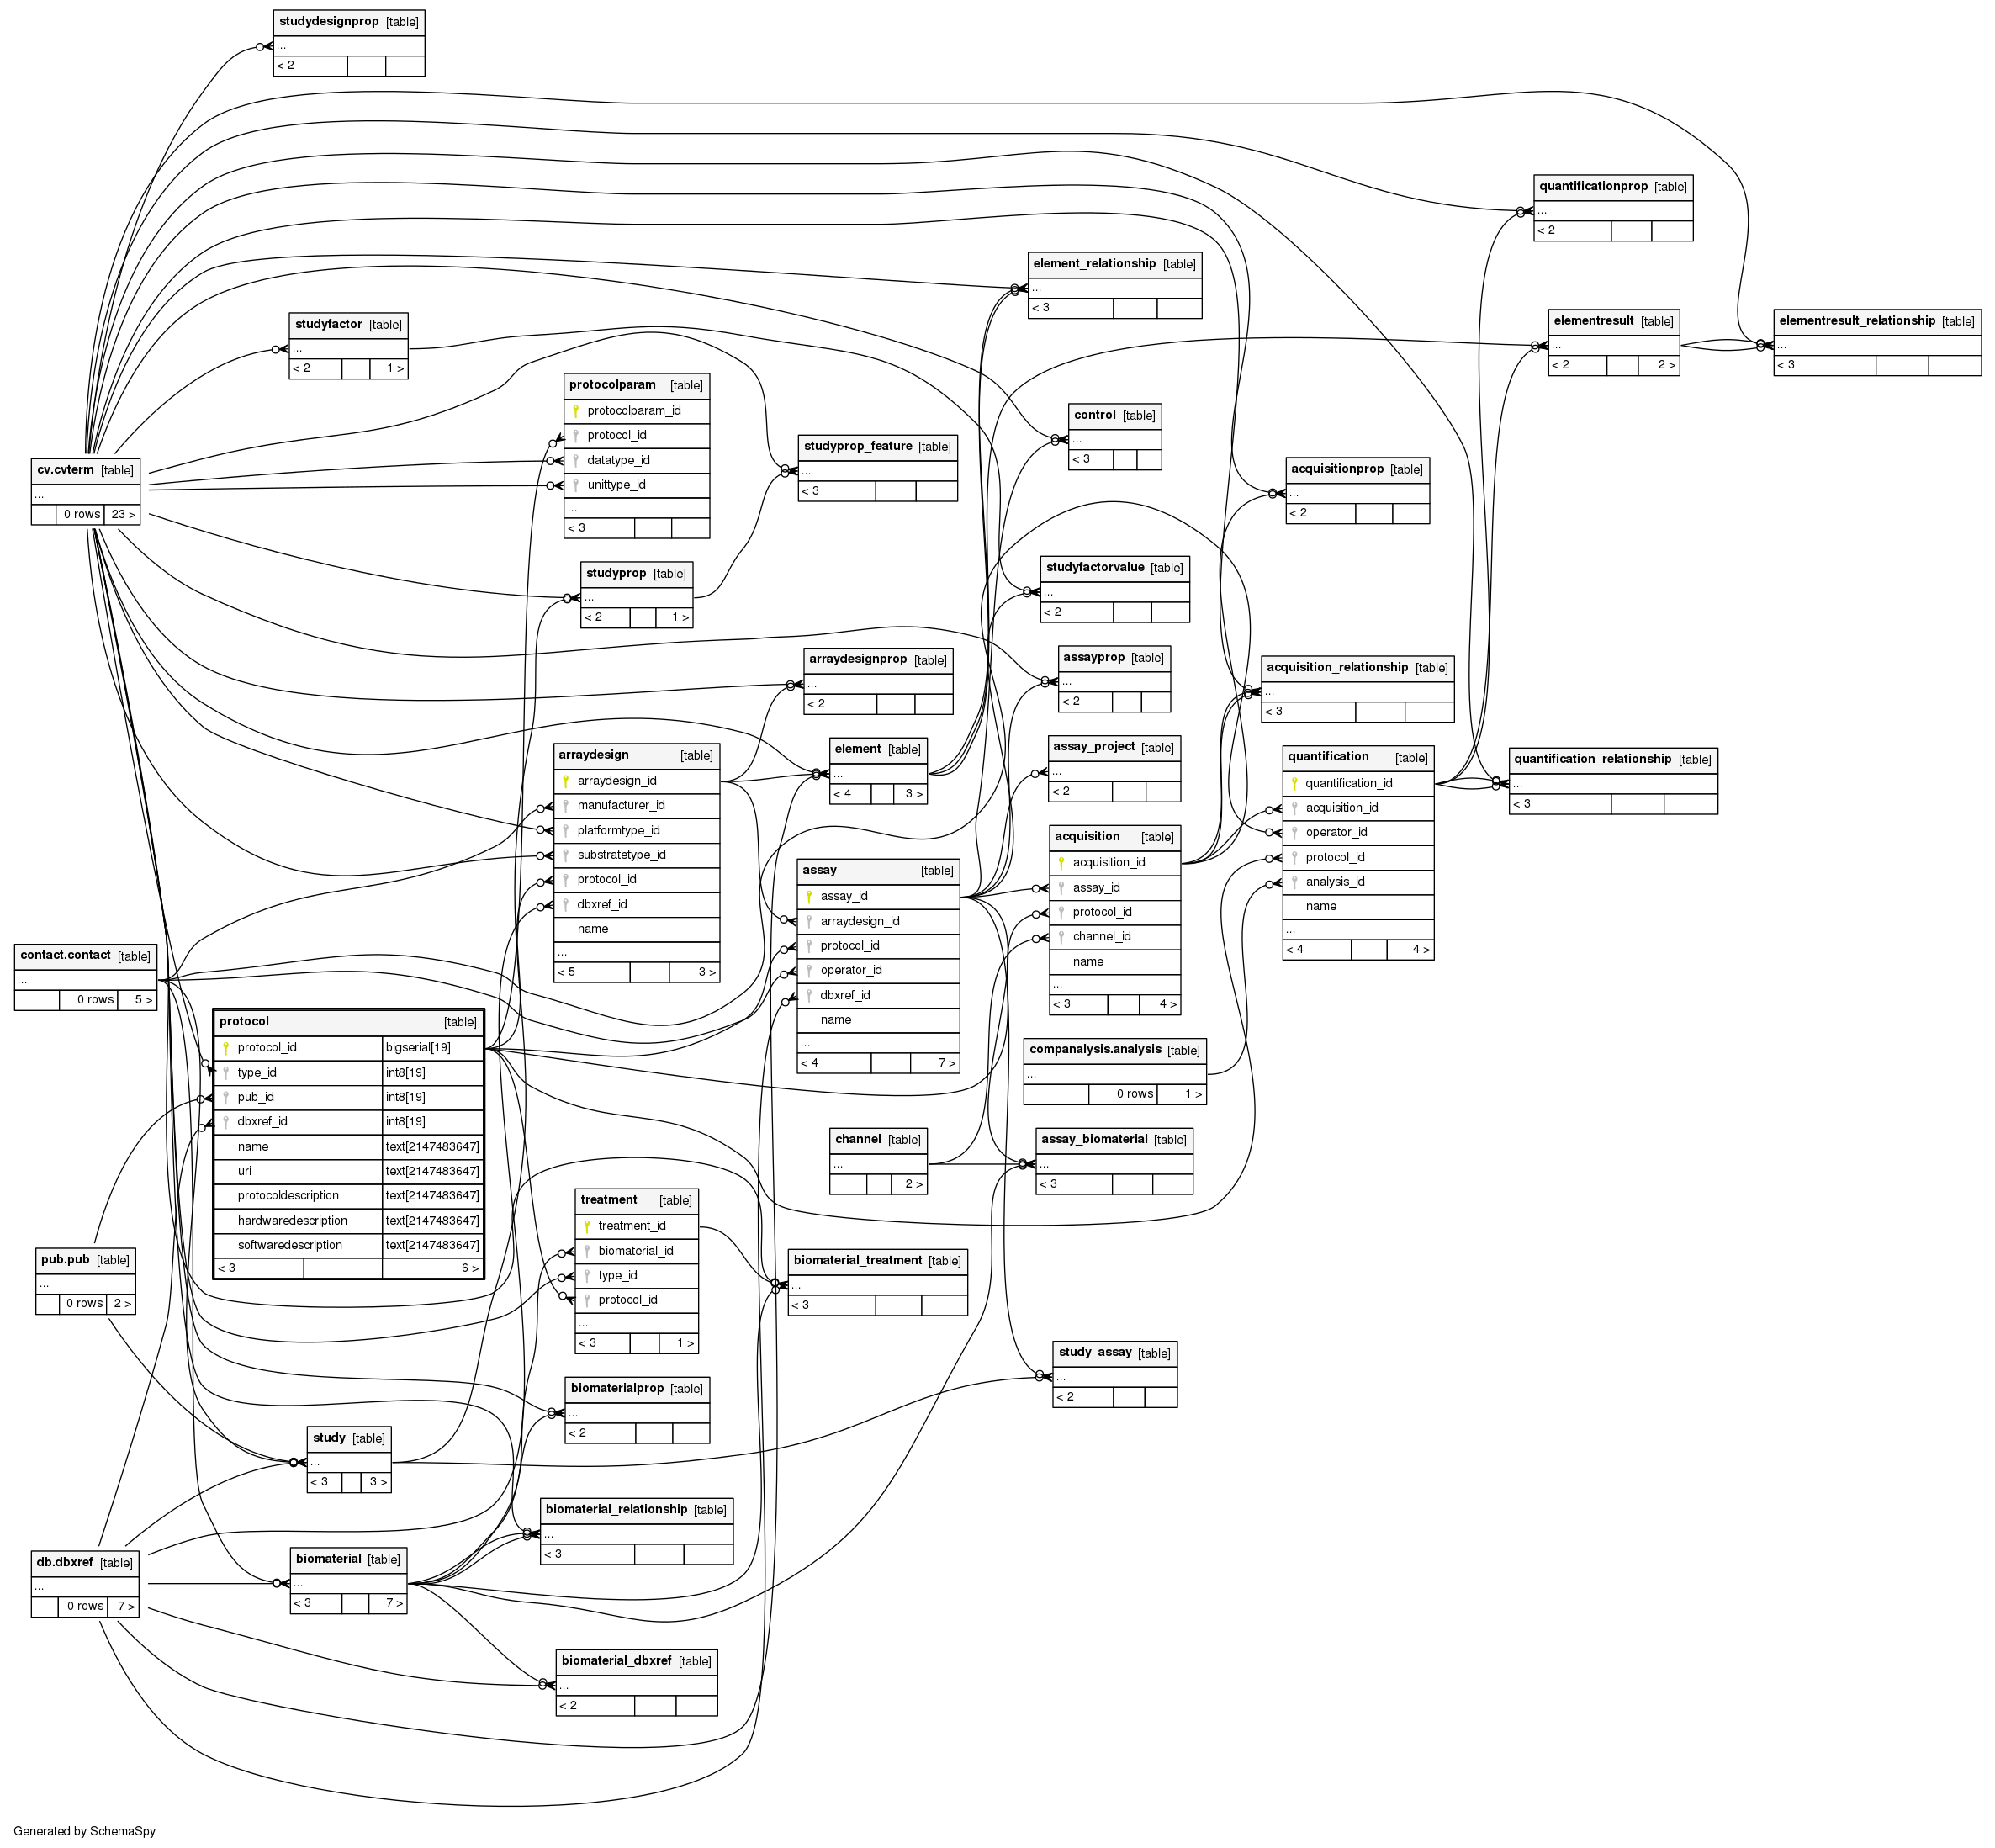 studydesignprop [table]
...
< 2
quantificationprop [table]
...
< 2
element_relationship [table]
...
< 3
studyfactor [table]
...
< 2 1 >
elementresult [table]
...
< 2 2 >
elementresult_relationship [table]
...
< 3
protocolparam [table]
protocolparam_id
protocol_id
datatype_id
unittype_id
...
< 3
control [table]
...
< 3
studyprop_feature [table]
...
< 3
cv.cvterm [table]
...
0 rows 23 >
acquisitionprop [table]
...
< 2
studyprop [table]
...
< 2 1 >
studyfactorvalue [table]
...
< 2
arraydesignprop [table]
...
< 2
assayprop [table]
...
< 2
acquisition_relationship [table]
...
< 3
arraydesign [table]
arraydesign_id
manufacturer_id
platformtype_id
substratetype_id
protocol_id
dbxref_id
name
...
< 5 3 >
element [table]
...
< 4 3 >
assay_project [table]
...
< 2
quantification [table]
quantification_id
acquisition_id
operator_id
protocol_id
analysis_id
name
...
< 4 4 >
quantification_relationship [table]
...
< 3
acquisition [table]
acquisition_id
assay_id
protocol_id
channel_id
name
...
< 3 4 >
assay [table]
assay_id
arraydesign_id
protocol_id
operator_id
dbxref_id
name
...
< 4 7 >
contact.contact [table]
...
0 rows 5 >
protocol [table]
protocol_id bigserial[19]
type_id int8[19]
pub_id int8[19]
dbxref_id int8[19]
name text[2147483647]
uri text[2147483647]
protocoldescription text[2147483647]
hardwaredescription text[2147483647]
softwaredescription text[2147483647]
< 3 6 >
companalysis.analysis [table]
...
0 rows 1 >
channel [table]
...
2 >
assay_biomaterial [table]
...
< 3
treatment [table]
treatment_id
biomaterial_id
type_id
protocol_id
...
< 3 1 >
pub.pub [table]
...
0 rows 2 >
biomaterial_treatment [table]
...
< 3
study_assay [table]
...
< 2
biomaterialprop [table]
...
< 2
study [table]
...
< 3 3 >
biomaterial_relationship [table]
...
< 3
db.dbxref [table]
...
0 rows 7 >
biomaterial [table]
...
< 3 7 >
biomaterial_dbxref [table]
...
< 2
Generated by SchemaSpy